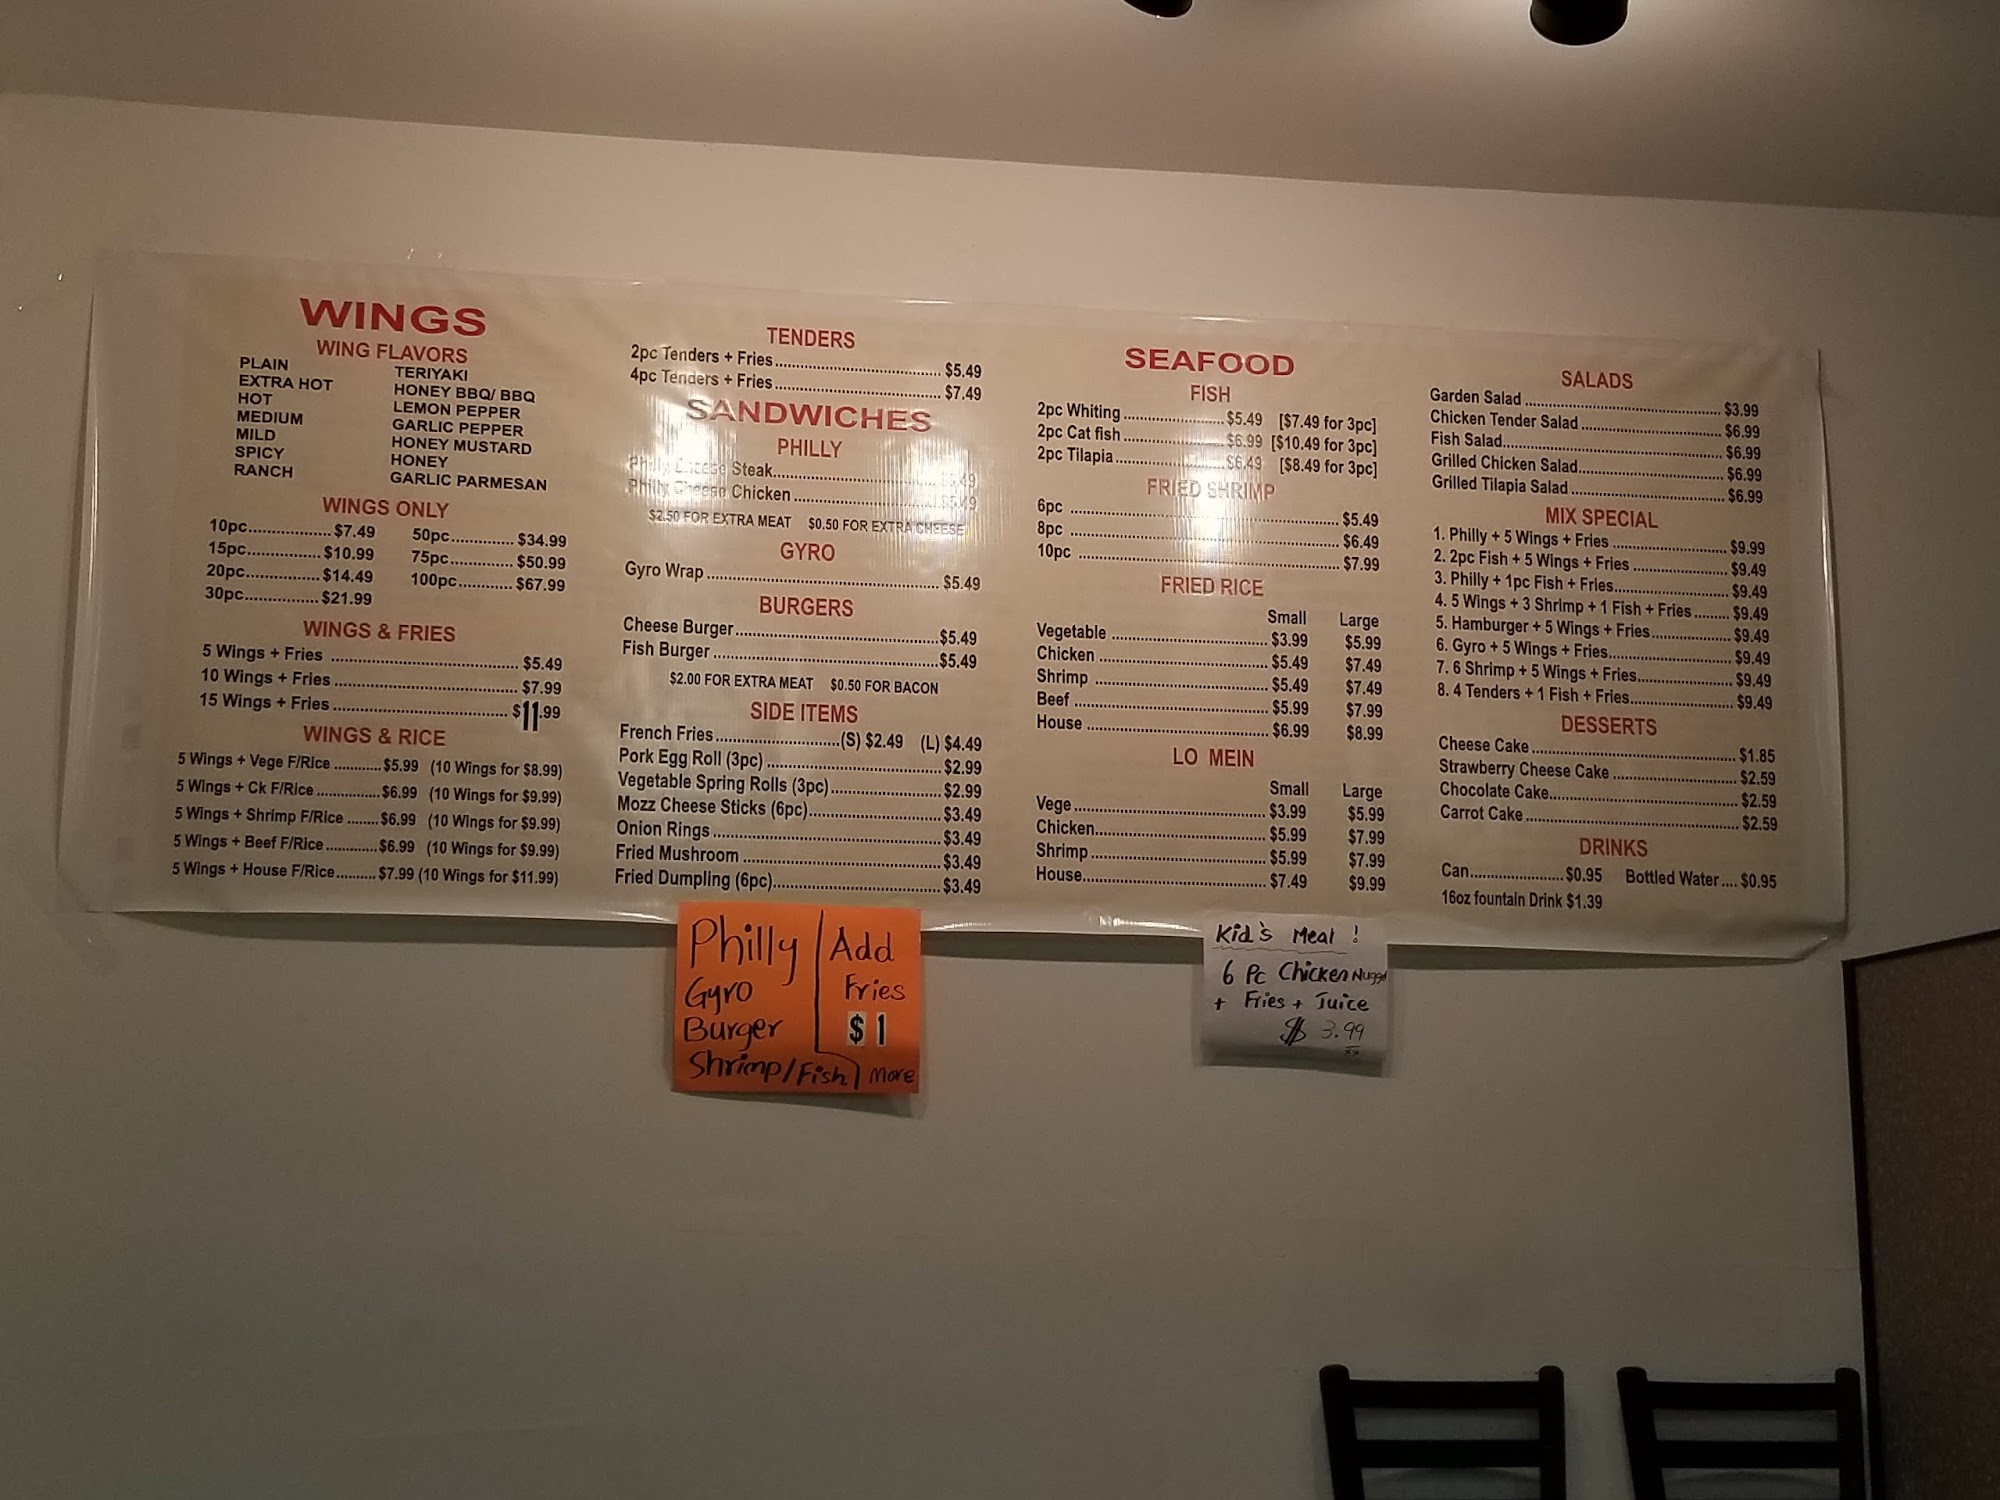 WINGS
WING FLAVORS
PLAIN
EXTRA HOT
HOT
MEDIUM
MILD
SPICY
RANCH
TERIYAKI
HONEY BBQ/ BBQ
LEMON PEPPER
GARLIC PEPPER
HONEY MUSTARD
HONEY
GARLIC PARMESAN
WINGS ONLY
10pc................. $7.49
15pc............... $10.99
20pc............... $14.49
30pc............... $21.99
50pc............. $34.99
75pc............. $50.99
100pc........... $67.99
WINGS & FRIES
5 Wings + Fries ........................................ $5.49
10 Wings + Fries ....................................... $7.99
15 Wings + Fries ..................................... $11.99
WINGS & RICE
5 Wings + Vege F/Rice ...........$5.99 (10 Wings for $8.99)
5 Wings + Ck F/Rice ...............$6.99 (10 Wings for $9.99)
5 Wings + Shrimp F/Rice ........$6.99 (10 Wings for $9.99)
5 Wings + Beef F/Rice ............$6.99 (10 Wings for $9.99)
5 Wings + House F/Rice.......... $7.99 (10 Wings for $11.99)
TENDERS
2pc Tenders + Fries................................... $5.49
4pc Tenders + Fries................................... $7.49
SANDWICHES
PHILLY
Philly Cheese Steak.................................. $5.49
Philly Cheese Chicken .............................. $5.49
$2.50 FOR EXTRA MEAT $0.50 FOR EXTRA CHEESE
GYRO
Gyro Wrap ................................................. $5.49
BURGERS
Cheese Burger...........................................$5.49
Fish Burger ...............................................$5.49
$2.00 FOR EXTRA MEAT $0.50 FOR BACON
SIDE ITEMS
French Fries..........................(S) $2.49 (L) $4.49
Pork Egg Roll (3pc) .....................................$2.99
Vegetable Spring Rolls (3pc)........................$2.99
Mozz Cheese Sticks (6pc)............................$3.49
Onion Rings.................................................$3.49
Fried Mushroom ..........................................$3.49
Fried Dumpling (6pc)...................................$3.49
SEAFOOD
FISH
2pc Whiting .....................$5.49 [$7.49 for 3pc]
2pc Cat fish......................$6.99 [$10.49 for 3pc]
2pc Tilapia.......................$6.49 [$8.49 for 3pc]
FRIED SHRIMP
6pc ......................................................... $5.49
8pc ......................................................... $6.49
10pc ....................................................... $7.99
FRIED RICE
Small Large
Vegetable ................................. $3.99 $5.99
Chicken .................................... $5.49 $7.49
Shrimp ..................................... $5.49 $7.49
Beef ......................................... $5.99 $7.99
House ...................................... $6.99 $8.99
LO MEIN
Small Large
Vege ........................................ $3.99 $5.99
Chicken.................................... $5.99 $7.99
Shrimp ..................................... $5.99 $7.99
House....................................... $7.49 $9.99
SALADS
Garden Salad ........................................... $3.99
Chicken Tender Salad ............................... $6.99
Fish Salad................................................ $6.99
Grilled Chicken Salad................................ $6.99
Grilled Tilapia Salad .................................. $6.99
MIX SPECIAL
1. Philly + 5 Wings + Fries ......................... $9.99
2. 2pc Fish + 5 Wings + Fries ..................... $9.49
3. Philly + 1pc Fish + Fries......................... $9.49
4. 5 Wings + 3 Shrimp + 1 Fish + Fries ........ $9.49
5. Hamburger + 5 Wings + Fries.................. $9.49
6. Gyro + 5 Wings + Fries........................... $9.49
7. 6 Shrimp + 5 Wings + Fries..................... $9.49
8. 4 Tenders + 1 Fish + Fries...................... $9.49
DESSERTS
Cheese Cake ............................................ $1.85
Strawberry Cheese Cake .......................... $2.59
Chocolate Cake......................................... $2.59
Carrot Cake .............................................. $2.59
DRINKS
Can.....................$0.95 Bottled Water.... $0.95
16oz fountain Drink $1.39
Philly
Gyro
Burger
Shrimp/Fish
Add
Fries
$1
more
Kid's Meal !
6 Pc Chicken Nugget
+ Fries + Juice
$ 3.99